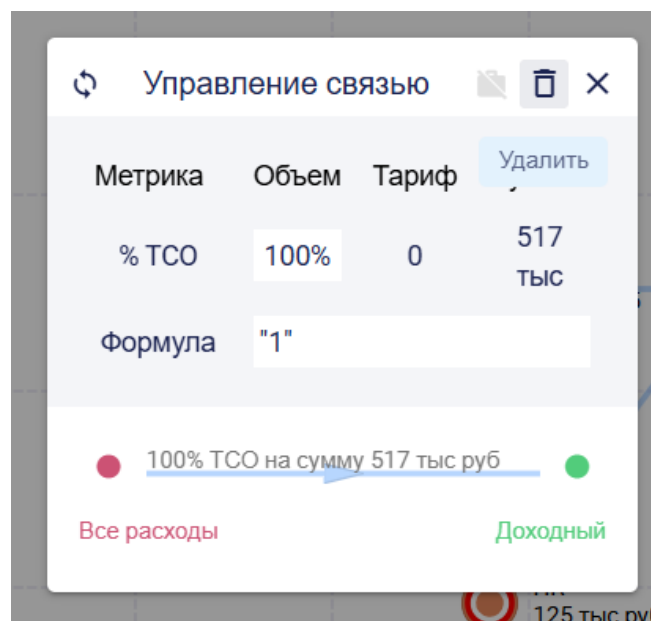 Управление связью
Удалить
Метрика Объем Тариф
% TCO 100% 0 517 тыс
Формула "1"
100% TCO на сумму 517 тыс руб
Все расходы Доходный
125 тыс руб